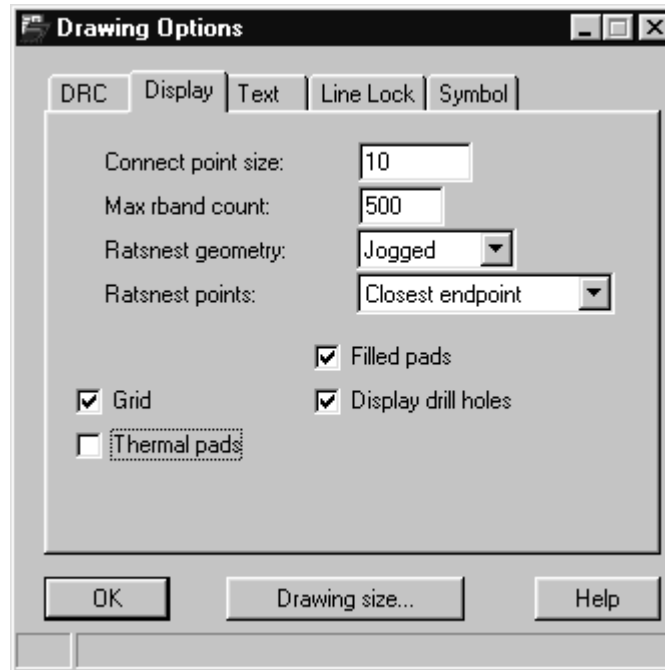 Drawing Options
DRC Display Text Line Lock Symbol
Connect point size: 10
Max rband count: 500
Ratsnest geometry: Jogged
Ratsnest points: Closest endpoint
Filled pads
Grid Display drill holes
Thermal pads
OK Drawing size... Help